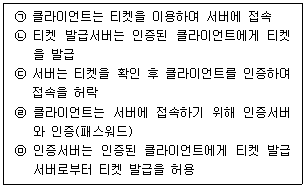 ㉠ 클라이언트는 티켓을 이용하여 서버에 접속
㉡ 티켓 발급서버는 인증된 클라이언트에게 티켓
을 발급
㉢ 서버는 티켓을 확인 후 클라이언트를 인증하여
접속을 허락
㉣ 클라이언트는 서버에 접속하기 위해 인증서버
와 인증(패스워드)
㉤ 인증서버는 인증된 클라이언트에게 티켓 발급
서버로부터 티켓 발급을 허용